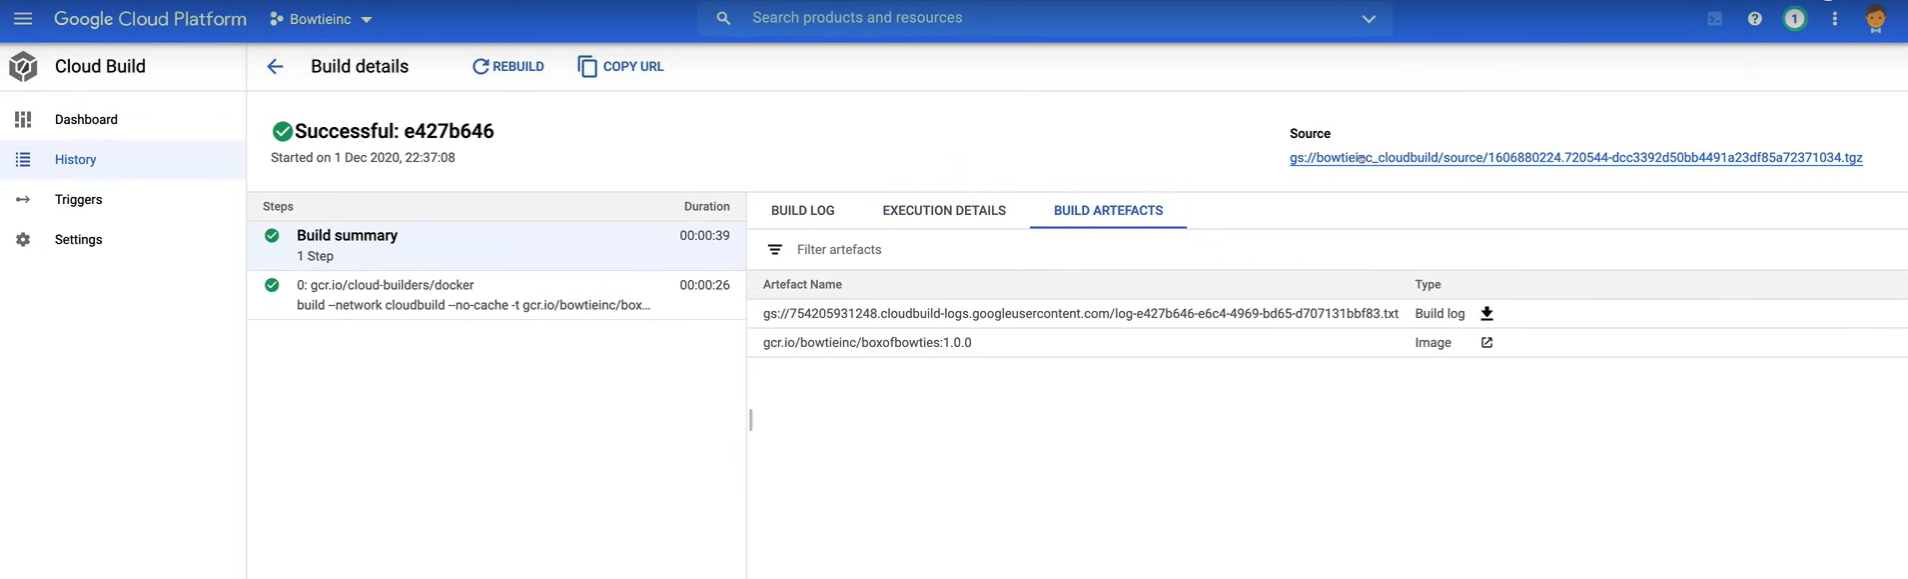 Google Cloud Platform
Bowtieinc
Search products and resources
1
Cloud Build
Build details
REBUILD
COPY URL
Dashboard
History
Triggers
Settings
Successful: e427b646
Started on 1 Dec 2020, 22:37:08
Source
gs://bowtieinc_cloudbuild/source/1606880224.720544-dcc3392d50bb4491a23df85a72371034.tgz
Steps Duration
Build summary 00:00:39
1 Step
0: gcr.io/cloud-builders/docker 00:00:26
build --network cloudbuild --no-cache -t gcr.io/bowtieinc/box...
BUILD LOG EXECUTION DETAILS BUILD ARTEFACTS
Filter artefacts
Artefact Name Type
gs://754205931248.cloudbuild-logs.googleusercontent.com/log-e427b646-e6c4-4969-bd65-d707131bbf83.txt Build log
gcr.io/bowtieinc/boxofbowties:1.0.0 Image